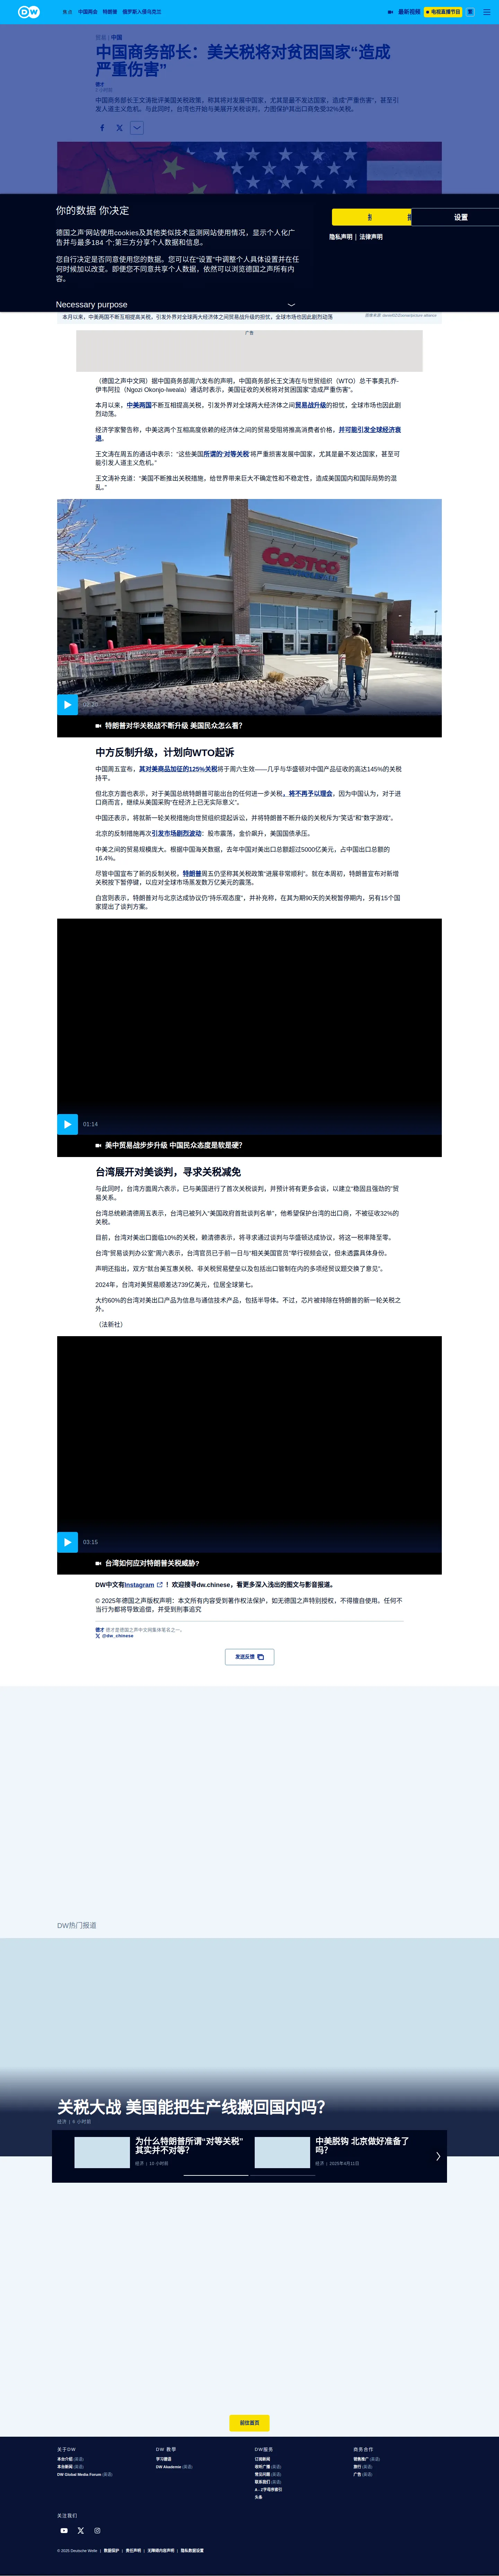 DW
焦点
中国两会
特朗普
俄罗斯入侵乌克兰
最新视频
电视直播节目
繁
贸易 | 中国
中国商务部长：美关税将对贫困国家“造成
严重伤害”
德才
7 小时前
中国商务部长王文涛批评美国关税政策，称其将对发展中国家，尤其是最不发达国家，造成“严重伤害”，甚至引
发人道主义危机。与此同时，台湾也开始与美展开关税谈判，力图保护其出口商免受32%关税。
你的数据 你决定
德国之声'网站使用cookies及其他类似技术监测网站使用情况，显示个人化广
告并与最多184 个;第三方分享个人数据和信息。
您自行决定是否同意使用您的数据。您可以在“设置”中调整个人具体设置并在任
何时候加以改变。即便您不同意共享个人数据，依然可以浏览德国之声所有内
容。
Necessary purpose
设置
隐私声明 | 法律声明
本月以来，中美两国不断互相提高关税，引发外界对全球两大经济体之间贸易战升级的担忧，全球市场也因此剧烈动荡
广告
（德国之声中文网）据中国商务部周六发布的声明，中国商务部长王文涛在与世贸组织（WTO）总干事奥孔乔-
伊韦阿拉（Ngozi Okonjo-Iweala）通话时表示，美国征收的关税将对贫困国家“造成严重伤害”。
本月以来，中美两国不断互相提高关税，引发外界对全球两大经济体之间贸易战升级的担忧，全球市场也因此剧
烈动荡。
经济学家警告称，中美这两个互相高度依赖的经济体之间的贸易受阻将推高消费者价格，并可能引发全球经济衰
退。
王文涛在周五的通话中表示：“这些美国所谓的‘对等关税’将严重损害发展中国家，尤其是最不发达国家，甚至可
能引发人道主义危机。”
王文涛补充道：“美国不断推出关税措施，给世界带来巨大不确定性和不稳定性，造成美国国内和国际局势的混
乱。”
COSTCO
WHOLESALE
02:20
特朗普对华关税战不断升级 美国民众怎么看？
中方反制升级，计划向WTO起诉
中国周五宣布，其对美商品加征的125%关税将于周六生效——几乎与华盛顿对中国产品征收的高达145%的关税
持平。
但北京方面也表示，对于美国总统特朗普可能出台的任何进一步关税，将不再予以理会，因为中国认为，对于进
口商而言，继续从美国采购“在经济上已无实际意义”。
中国还表示，将就新一轮关税措施向世贸组织提起诉讼，并将特朗普不断升级的关税斥为“笑话”和“数字游戏”。
北京的反制措施再次引发市场剧烈波动：股市震荡，金价飙升，美国国债承压。
中美之间的贸易规模庞大。根据中国海关数据，去年中国对美出口总额超过5000亿美元，占中国出口总额的
16.4%。
尽管中国宣布了新的反制关税，特朗普周五仍坚称其关税政策“进展非常顺利”。就在本周初，特朗普宣布对新增
关税按下暂停键，以应对全球市场蒸发数万亿美元的震荡。
白宫则表示，特朗普对与北京达成协议仍“持乐观态度”，并补充称，在其为期90天的关税暂停期内，另有15个国
家提出了谈判方案。
01:14
美中贸易战步步升级 中国民众态度是软是硬？
台湾展开对美谈判，寻求关税减免
与此同时，台湾方面周六表示，已与美国进行了首次关税谈判，并预计将有更多会谈，以建立“稳固且强劲的”贸
易关系。
台湾总统赖清德周五表示，台湾已被列入“美国政府首批谈判名单”，他希望保护台湾的出口商，不被征收32%的
关税。
目前，台湾对美出口面临10%的关税，赖清德表示，将寻求通过谈判与华盛顿达成协议，将这一税率降至零。
台湾“贸易谈判办公室”周六表示，台湾官员已于前一日与“相关美国官员”举行视频会议，但未透露具体身份。
声明还指出，双方“就台美互惠关税、非关税贸易壁垒以及包括出口管制在内的多项经贸议题交换了意见”。
2024年，台湾对美贸易顺差达739亿美元，位居全球第七。
大约60%的台湾对美出口产品为信息与通信技术产品，包括半导体。不过，芯片被排除在特朗普的新一轮关税之
外。
（法新社）
03:15
台湾如何应对特朗普关税威胁?
DW中文有Instagram ！欢迎搜寻dw.chinese，看更多深入浅出的图文与影音报道。
© 2025年德国之声版权声明：本文所有内容受到著作权法保护，如无德国之声特别授权，不得擅自使用。任何不
当行为都将导致追偿，并受到刑事追究
德才 德才是德国之声中文网集体笔名之一。
@dw_chinese
发送反馈
DW热门报道
关税大战 美国能把生产线搬回国内吗？
经济 | 6 小时前
为什么特朗普所谓“对等关税”
其实并不对等？
经济 | 10 小时前
中美脱钩 北京做好准备了
吗？
经济 | 2025年4月11日
前往首页
关于DW
本台介绍 (英语)
本台新闻 (英语)
DW Global Media Forum (英语)
DW 教学
学习德语
DW Akademie (英语)
DW服务
订阅新闻
收听广播 (英语)
常见问题 (英语)
联系我们 (英语)
A - Z字母序索引
头条
商务合作
销售推广 (英语)
旅行 (英语)
广告 (英语)
关注我们
© 2025 Deutsche Welle | 数据保护 | 责任声明 | 无障碍内容声明 | 隐私数据设置